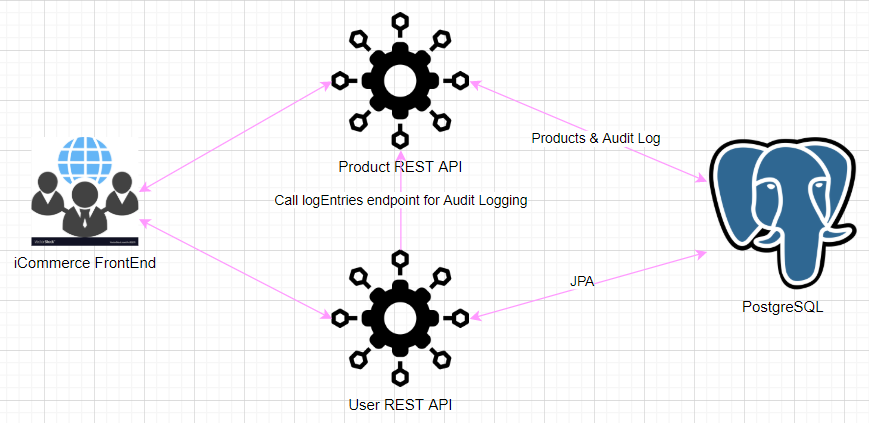 Products & Audit Log
Product REST API
Call logEntries endpoint for Audit Logging
iCommerce FrontEnd
JPA
PostgreSQL
User REST API